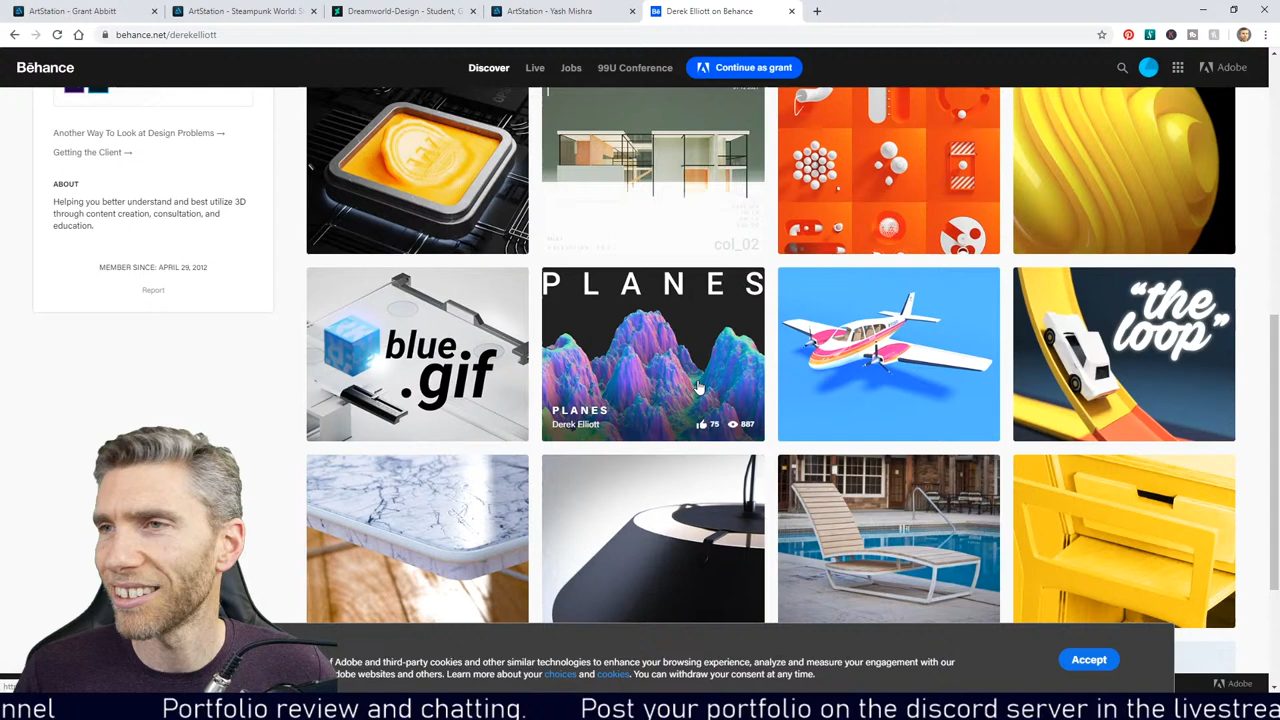 ArtStation - Grant Abbitt
ArtStation - Steampunk World: S
Dreamworld-Design - Student, G
ArtStation - Yash Mishra
Derek Elliott on Behance
behance.net/derekelliott
Bēhance
Discover
Live
Jobs
99U Conference
Continue as grant
Adobe
Another Way To Look at Design Problems →
Getting the Client →
ABOUT
Helping you better understand and best utilize 3D
through content creation, consultation, and
education.
MEMBER SINCE: APRIL 29, 2012
Report
col_02
blue
.gif
PLANES
PLANES
Derek Elliott
75
887
“the
loop”
of Adobe and third-party cookies and other similar technologies to enhance your browsing experience, analyze and measure your engagement with our
websites and others. Learn more about your choices and cookies. You can withdraw your consent at any time.
Accept
Adobe
nnel
Portfolio review and chatting.
Post your portfolio on the discord server in the livestrea